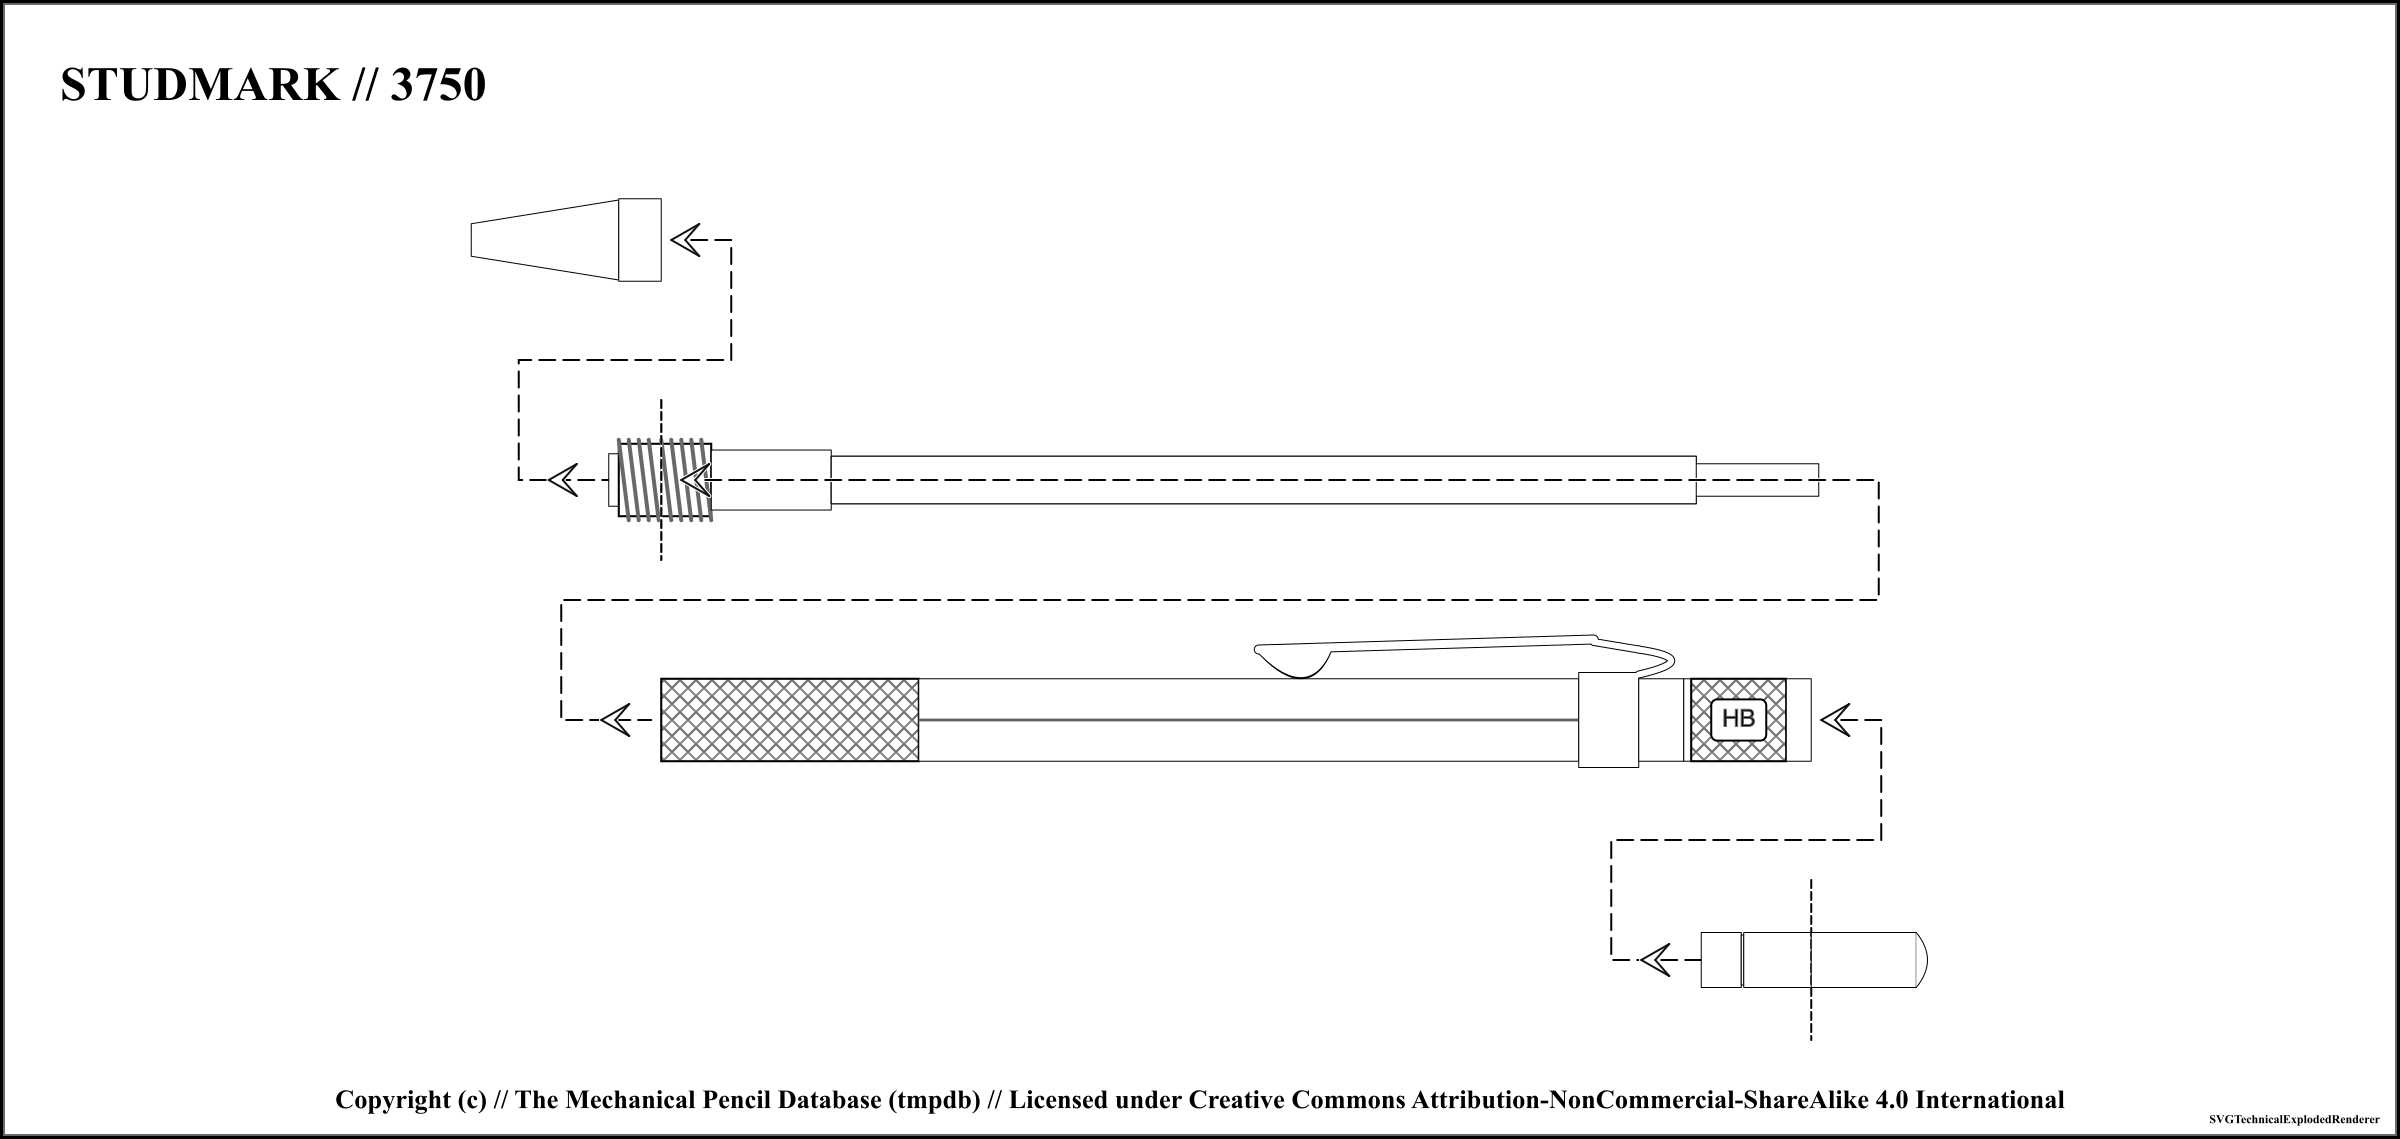 STUDMARK // 3750
HB
Copyright (c) // The Mechanical Pencil Database (tmpdb) // Licensed under Creative Commons Attribution-NonCommercial-ShareAlike 4.0 International
SVGTechnicalExplodedRenderer